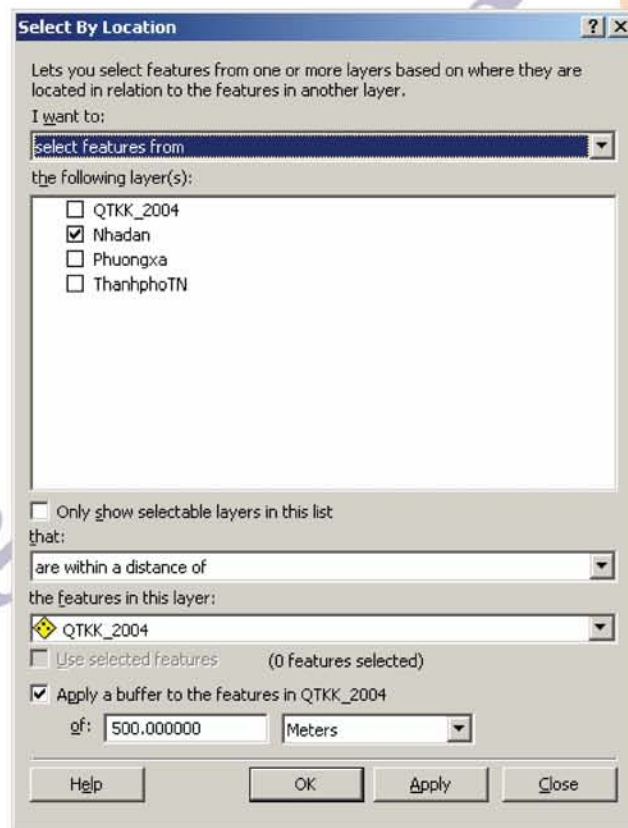 Select By Location
Lets you select features from one or more layers based on where they are
located in relation to the features in another layer.
I want to:
select features from
the following layer(s):
QTKK_2004
Nhadan
Phuongxa
ThanhphoTN
Only show selectable layers in this list
that:
are within a distance of
the features in this layer:
QTKK_2004
Use selected features (0 features selected)
Apply a buffer to the features in QTKK_2004
of: 500.000000 Meters
Help OK Apply Close